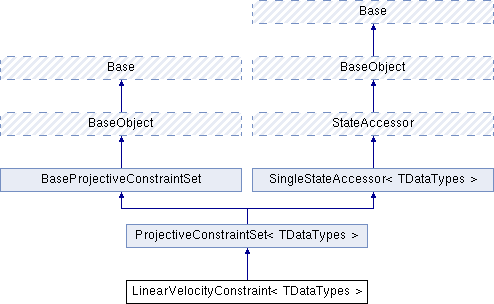 Base
Base
BaseObject
BaseObject
StateAccessor
BaseProjectiveConstraintSet
SingleStateAccessor< TDataTypes >
ProjectiveConstraintSet< TDataTypes >
LinearVelocityConstraint< TDataTypes >